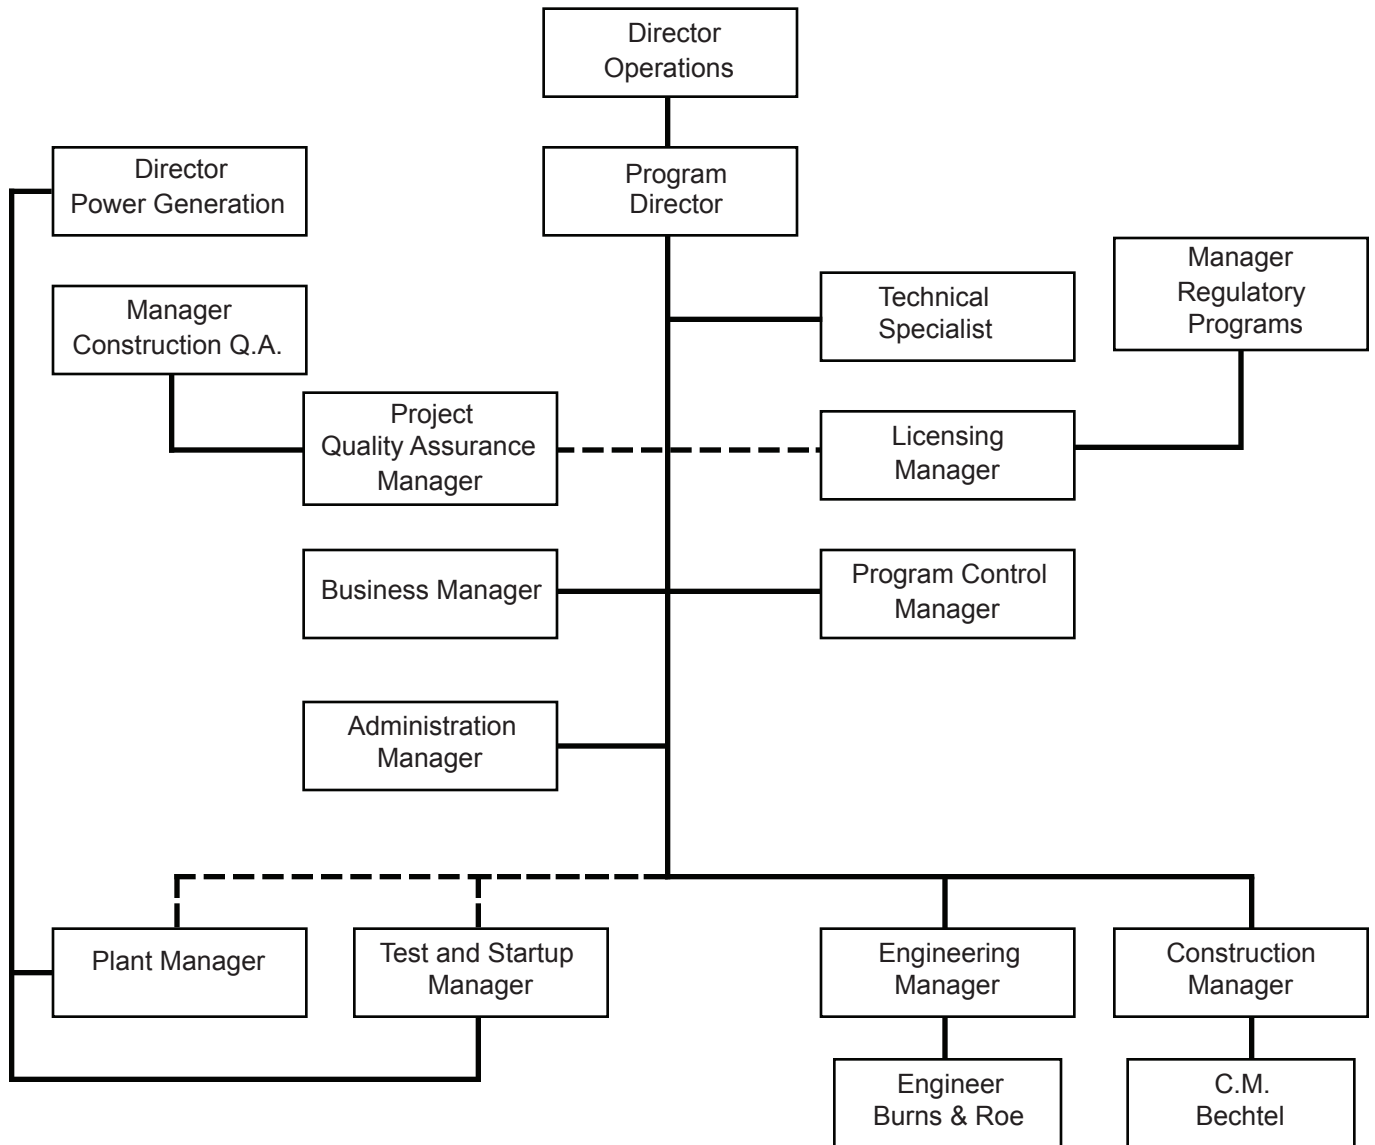 Director
Operations
Director
Power Generation
Program
Director
Manager
Regulatory
Programs
Technical
Specialist
Manager
Construction Q.A.
Project
Quality Assurance
Manager
Licensing
Manager
Business Manager
Program Control
Manager
Administration
Manager
Plant Manager
Test and Startup
Manager
Engineering
Manager
Construction
Manager
Engineer
Burns & Roe
C.M.
Bechtel